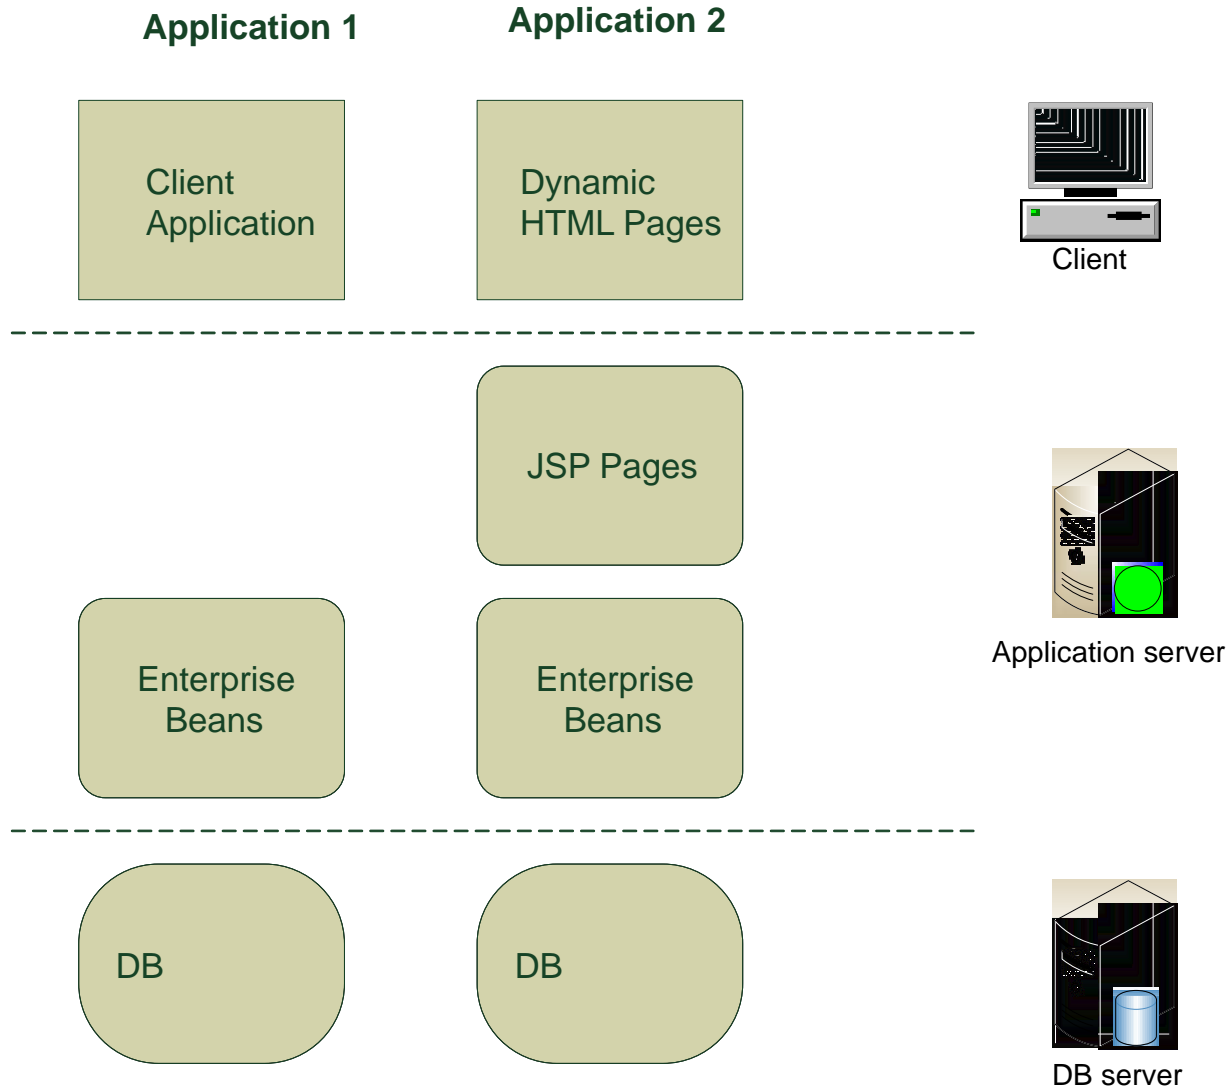 Application 1
Application 2
Client
Application
Dynamic
HTML Pages
Client
JSP Pages
Application server
Enterprise
Beans
Enterprise
Beans
DB
DB
DB server